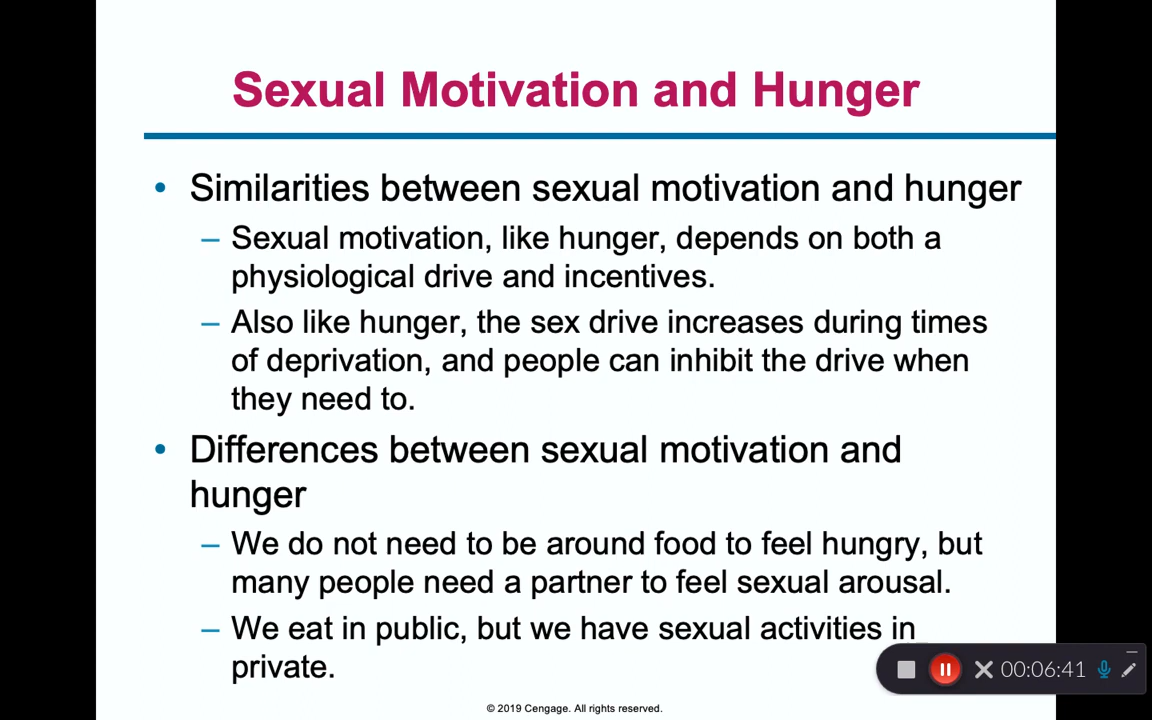 Sexual Motivation and Hunger
• Similarities between sexual motivation and hunger
– Sexual motivation, like hunger, depends on both a
physiological drive and incentives.
– Also like hunger, the sex drive increases during times
of deprivation, and people can inhibit the drive when
they need to.
• Differences between sexual motivation and
hunger
– We do not need to be around food to feel hungry, but
many people need a partner to feel sexual arousal.
– We eat in public, but we have sexual activities in
private.
00:06:41
© 2019 Cengage. All rights reserved.